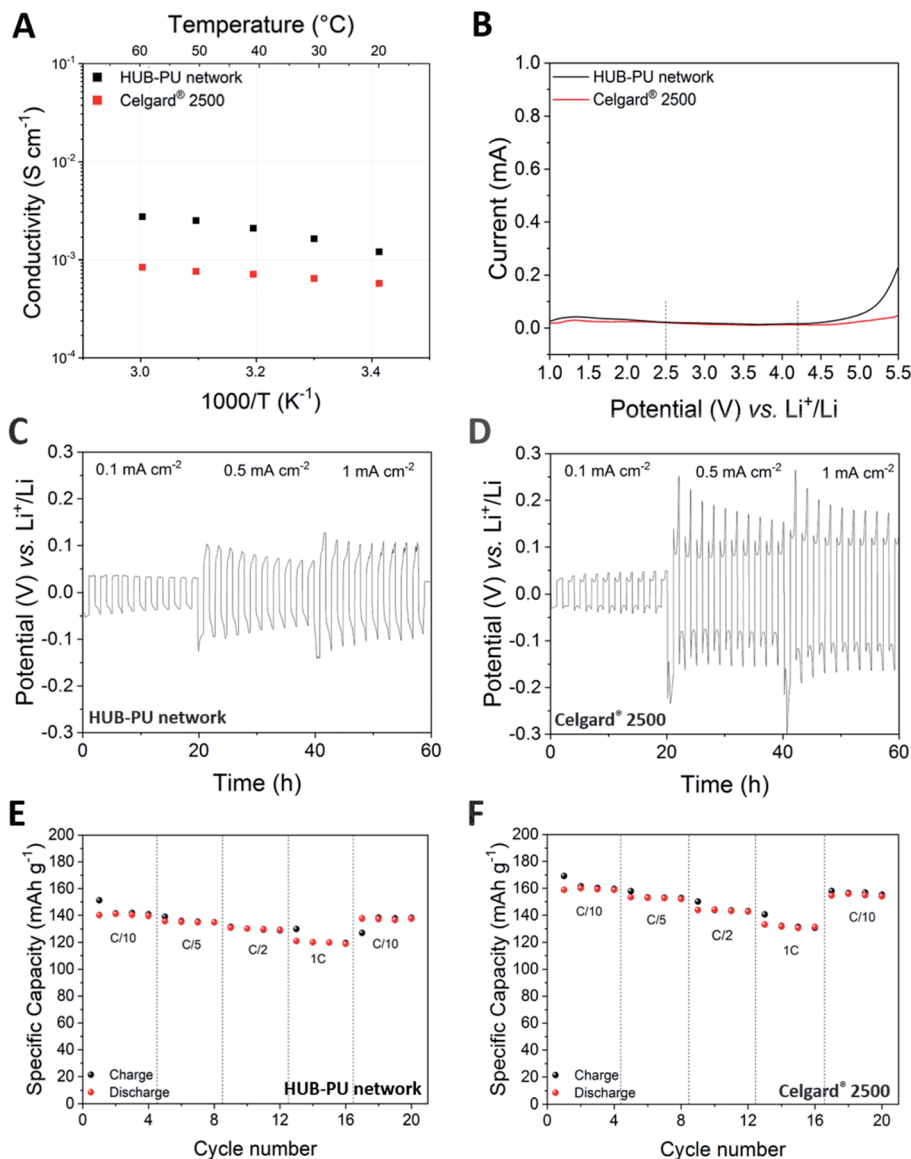 A
Temperature (°C)
60 50 40 30 20
10⁻¹
HUB-PU network
Celgard® 2500
10⁻²
10⁻³
10⁻⁴
Conductivity (S cm⁻¹)
3.0 3.2 3.4
1000/T (K⁻¹)
B
1.0
HUB-PU network
Celgard® 2500
0.8
0.6
0.4
0.2
0.0
Current (mA)
1.0 1.5 2.0 2.5 3.0 3.5 4.0 4.5 5.0 5.5
Potential (V) vs. Li⁺/Li
C
0.3
0.1 mA cm⁻² 0.5 mA cm⁻² 1 mA cm⁻²
0.2
0.1
0.0
-0.1
-0.2
-0.3
Potential (V) vs. Li⁺/Li
HUB-PU network
0 20 40 60
Time (h)
D
0.3
0.1 mA cm⁻² 0.5 mA cm⁻² 1 mA cm⁻²
0.2
0.1
0.0
-0.1
-0.2
-0.3
Potential (V) vs. Li⁺/Li
Celgard® 2500
0 20 40 60
Time (h)
E
200
180
160
140
120
100
80
60
40
20
0
Specific Capacity (mAh g⁻¹)
C/10 C/5 C/2 1C C/10
Charge
Discharge
HUB-PU network
0 4 8 12 16 20
Cycle number
F
200
180
160
140
120
100
80
60
40
20
0
Specific Capacity (mAh g⁻¹)
C/10 C/5 C/2 1C C/10
Charge
Discharge
Celgard® 2500
0 4 8 12 16 20
Cycle number